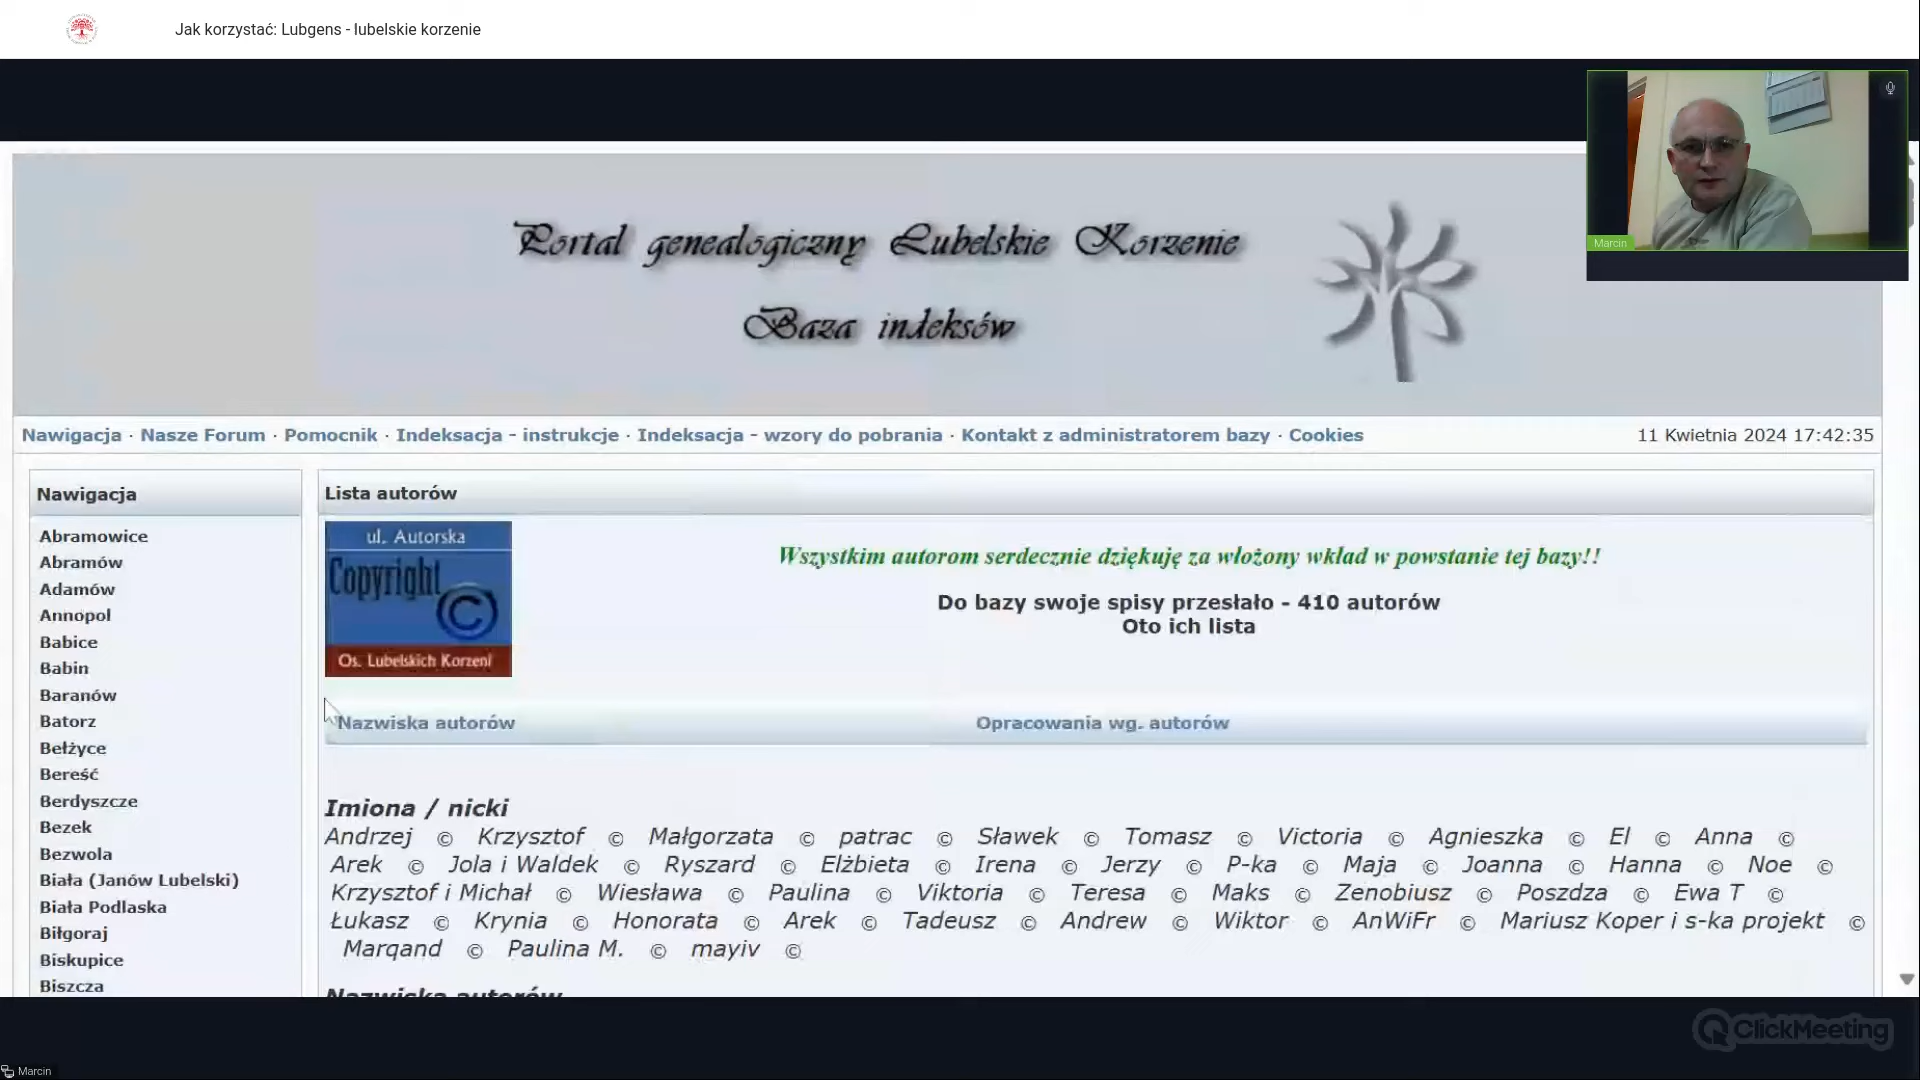 Jak korzystać: Lubgens - lubelskie korzenie
Marcin
Portal genealogiczny Lubelskie Korzenie
Baza indeksów
Nawigacja · Nasze Forum · Pomocnik · Indeksacja - instrukcje · Indeksacja - wzory do pobrania · Kontakt z administratorem bazy · Cookies
11 Kwietnia 2024 17:42:35
Nawigacja
Abramowice
Abramów
Adamów
Annopol
Babice
Babin
Baranów
Batorz
Bełżyce
Bereść
Berdyszcze
Bezek
Bezwola
Biała (Janów Lubelski)
Biała Podlaska
Biłgoraj
Biskupice
Biszcza
Lista autorów
ul. Autorska
Copyright
©
Os. Lubelskich Korzeni
Wszystkim autorom serdecznie dziękuję za włożony wkład w powstanie tej bazy!!
Do bazy swoje spisy przesłało - 410 autorów
Oto ich lista
Nazwiska autorów
Opracowania wg. autorów
Imiona / nicki
Andrzej © Krzysztof © Małgorzata © patrac © Sławek © Tomasz © Victoria © Agnieszka © El © Anna ©
Arek © Jola i Waldek © Ryszard © Elżbieta © Irena © Jerzy © P-ka © Maja © Joanna © Hanna © Noe ©
Krzysztof i Michał © Wiesława © Paulina © Viktoria © Teresa © Maks © Zenobiusz © Poszdza © Ewa T ©
Łukasz © Krynia © Honorata © Arek © Tadeusz © Andrew © Wiktor © AnWiFr © Mariusz Koper i s-ka projekt ©
Marqand © Paulina M. © mayiv ©
Nazwiska autorów
ClickMeeting
Marcin